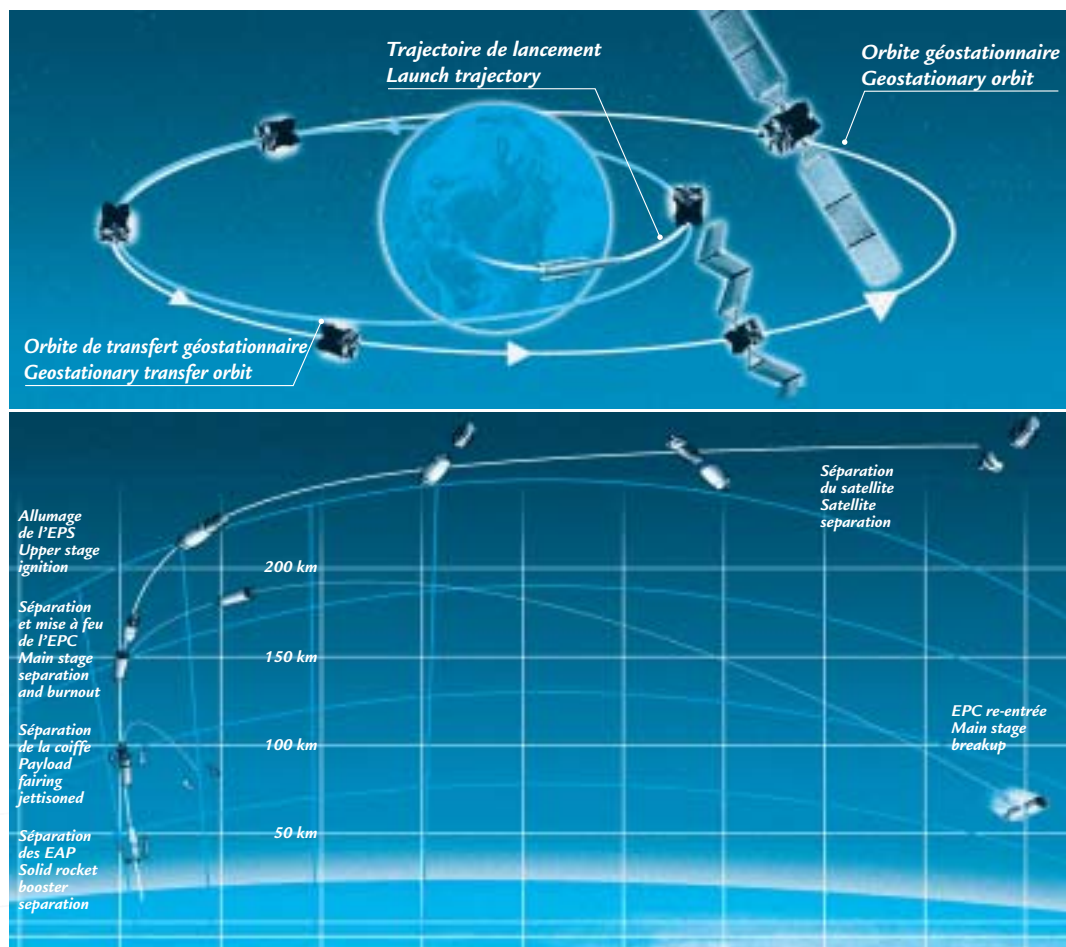 Trajectoire de lancement
Launch trajectory
Orbite géostationnaire
Geostationary orbit
Orbite de transfert géostationnaire
Geostationary transfer orbit
Séparation
du satellite
Satellite
separation
Allumage
de l'EPS
Upper stage
ignition
200 km
Séparation
et mise à feu
de l'EPC
Main stage
separation
and burnout
150 km
EPC re-entrée
Main stage
breakup
Séparation
de la coiffe
Payload
fairing
jettisoned
100 km
Séparation
des EAP
Solid rocket
booster
separation
50 km